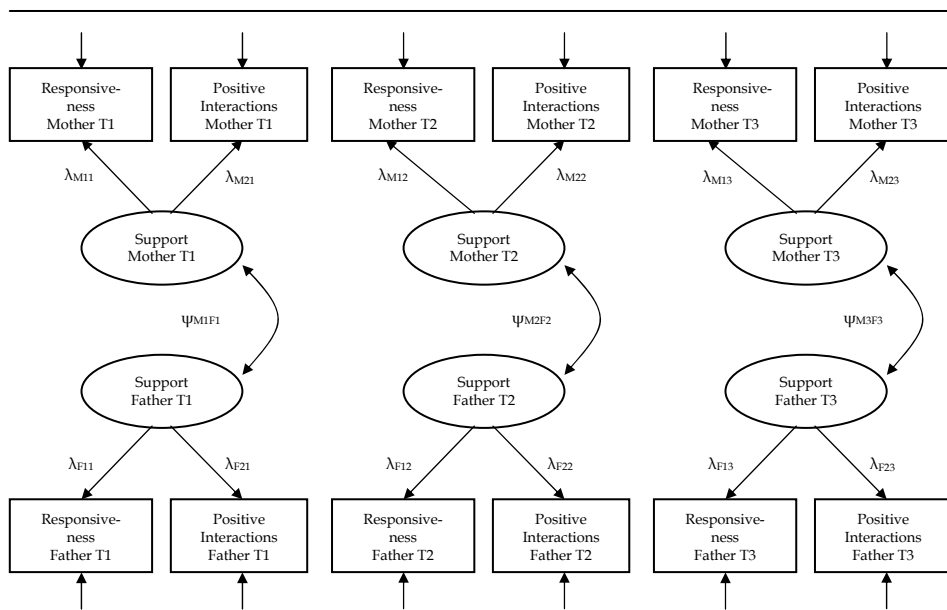 Responsive-
ness
Mother T1
Positive
Interactions
Mother T1
Responsive-
ness
Mother T2
Positive
Interactions
Mother T2
Responsive-
ness
Mother T3
Positive
Interactions
Mother T3
λM11
λM21
λM12
λM22
λM13
λM23
Support
Mother T1
Support
Mother T2
Support
Mother T3
ΨM1F1
ΨM2F2
ΨM3F3
Support
Father T1
Support
Father T2
Support
Father T3
λF11
λF21
λF12
λF22
λF13
λF23
Responsive-
ness
Father T1
Positive
Interactions
Father T1
Responsive-
ness
Father T2
Positive
Interactions
Father T2
Responsive-
ness
Father T3
Positive
Interactions
Father T3